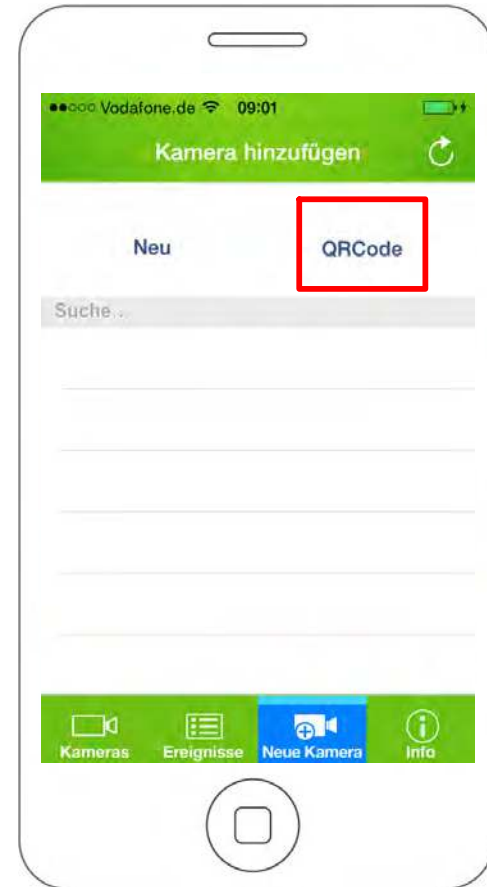 Vodafone.de 09:01
Kamera hinzufügen
Neu QRCode
Suche...
Kameras Ereignisse Neue Kamera Info